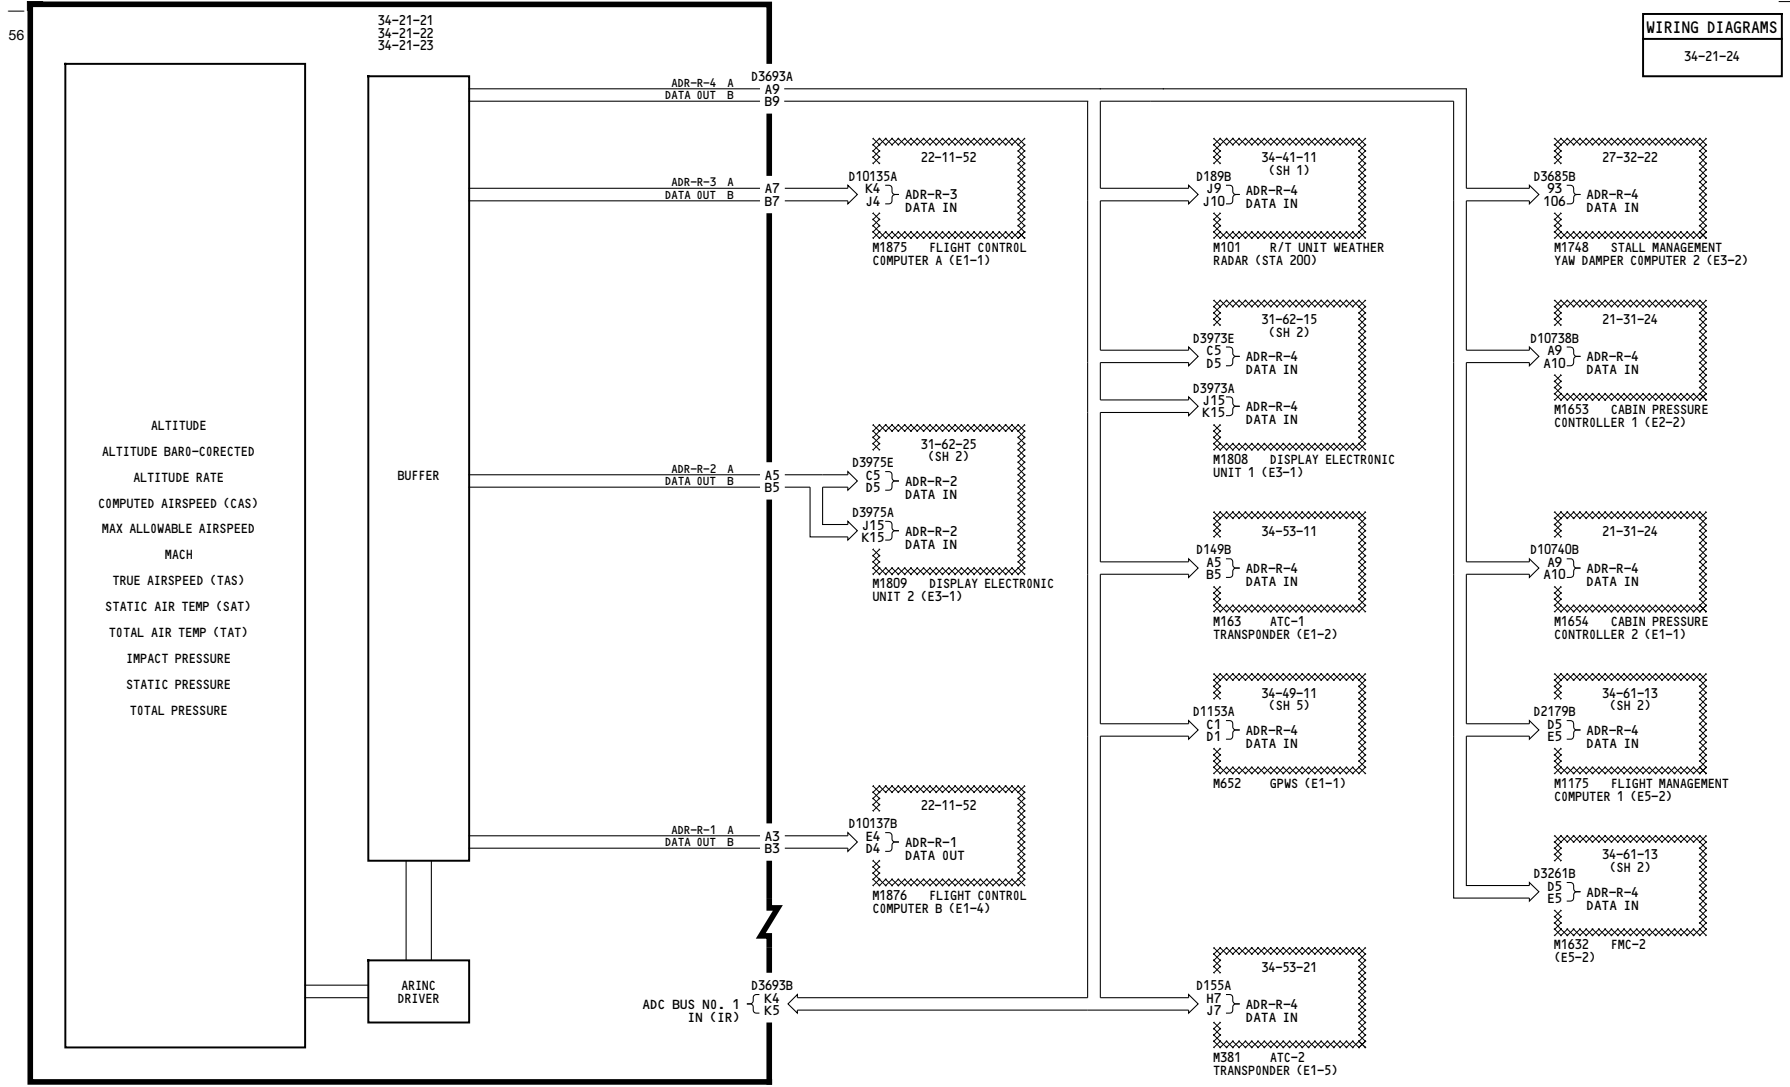 56
34-21-21
34-21-22
34-21-23
WIRING DIAGRAMS
34-21-24
ALTITUDE
ALTITUDE BARO-CORECTED
ALTITUDE RATE
COMPUTED AIRSPEED (CAS)
MAX ALLOWABLE AIRSPEED
MACH
TRUE AIRSPEED (TAS)
STATIC AIR TEMP (SAT)
TOTAL AIR TEMP (TAT)
IMPACT PRESSURE
STATIC PRESSURE
TOTAL PRESSURE
BUFFER
ARINC
DRIVER
D3693A
ADR-R-4 A A9
DATA OUT B B9
ADR-R-3 A A7
DATA OUT B B7
ADR-R-2 A A5
DATA OUT B B5
ADR-R-1 A A3
DATA OUT B B3
D3693B
ADC BUS NO. 1 K4
IN (IR) K5
22-11-52
D10135A
K4
J4
ADR-R-3
DATA IN
M1875 FLIGHT CONTROL
COMPUTER A (E1-1)
31-62-25
(SH 2)
D3975E
C5
D5
ADR-R-2
DATA IN
D3975A
J15
K15
ADR-R-2
DATA IN
M1809 DISPLAY ELECTRONIC
UNIT 2 (E3-1)
22-11-52
D10137B
E4
D4
ADR-R-1
DATA OUT
M1876 FLIGHT CONTROL
COMPUTER B (E1-4)
34-41-11
(SH 1)
D189B
J9
J10
ADR-R-4
DATA IN
M101 R/T UNIT WEATHER
RADAR (STA 200)
31-62-15
(SH 2)
D3973E
C5
D5
ADR-R-4
DATA IN
D3973A
J15
K15
ADR-R-4
DATA IN
M1808 DISPLAY ELECTRONIC
UNIT 1 (E3-1)
34-53-11
D149B
A5
B5
ADR-R-4
DATA IN
M163 ATC-1
TRANSPONDER (E1-2)
34-49-11
(SH 5)
D1153A
C1
D1
ADR-R-4
DATA IN
M652 GPWS (E1-1)
34-53-21
D155A
H7
J7
ADR-R-4
DATA IN
M381 ATC-2
TRANSPONDER (E1-5)
27-32-22
D3685B
93
106
ADR-R-4
DATA IN
M1748 STALL MANAGEMENT
YAW DAMPER COMPUTER 2 (E3-2)
21-31-24
D10738B
A9
A10
ADR-R-4
DATA IN
M1653 CABIN PRESSURE
CONTROLLER 1 (E2-2)
21-31-24
D10740B
A9
A10
ADR-R-4
DATA IN
M1654 CABIN PRESSURE
CONTROLLER 2 (E1-1)
34-61-13
(SH 2)
D2179B
D5
E5
ADR-R-4
DATA IN
M1175 FLIGHT MANAGEMENT
COMPUTER 1 (E5-2)
34-61-13
(SH 2)
D3261B
D5
E5
ADR-R-4
DATA IN
M1632 FMC-2
(E5-2)